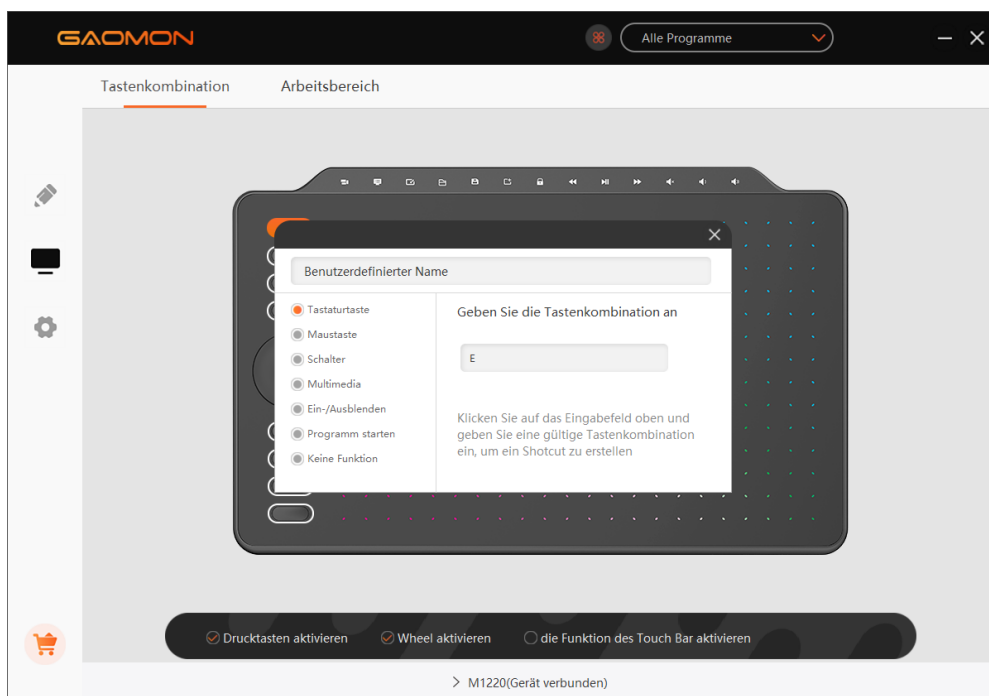 GAOMON
Alle Programme
Tastenkombination
Arbeitsbereich
Benutzerdefinierter Name
Tastaturtaste
Maustaste
Schalter
Multimedia
Ein-/Ausblenden
Programm starten
Keine Funktion
Geben Sie die Tastenkombination an
E
Klicken Sie auf das Eingabefeld oben und
geben Sie eine gültige Tastenkombination
ein, um ein Shotcut zu erstellen
Drucktasten aktivieren
Wheel aktivieren
die Funktion des Touch Bar aktivieren
M1220(Gerät verbunden)